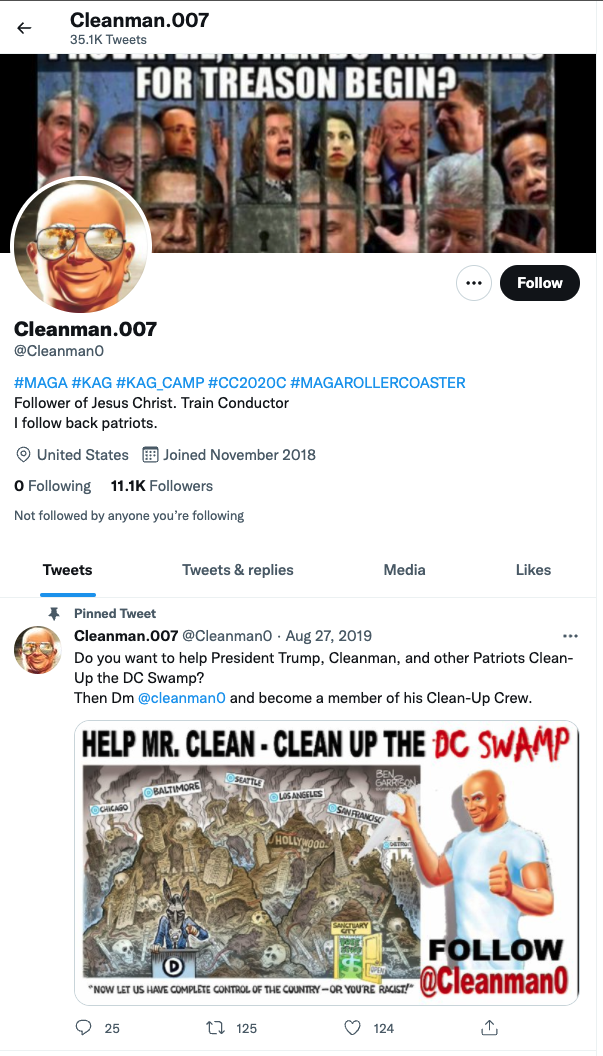 Cleanman.007
35.1K Tweets
FOR TREASON BEGIN?
Follow
Cleanman.007
@Cleanman0
#MAGA #KAG #KAG_CAMP #CC2020C #MAGAROLLERCOASTER
Follower of Jesus Christ. Train Conductor
I follow back patriots.
United States Joined November 2018
0 Following 11.1K Followers
Not followed by anyone you’re following
Tweets Tweets & replies Media Likes
Pinned Tweet
Cleanman.007 @Cleanman0 · Aug 27, 2019
Do you want to help President Trump, Cleanman, and other Patriots Clean-
Up the DC Swamp?
Then Dm @cleanman0 and become a member of his Clean-Up Crew.
HELP MR. CLEAN - CLEAN UP THE DC SWAMP
BEN GARRISON
SEATTLE
BALTIMORE
LOS ANGELES
CHICAGO
SAN FRANCISCO
HOLLYWOOD
DETROIT
SANCTUARY
CITY
OPEN
D
$
FOLLOW
@Cleanman0
"NOW LET US HAVE COMPLETE CONTROL OF THE COUNTRY—OR YOU'RE RACIST!"
25 125 124